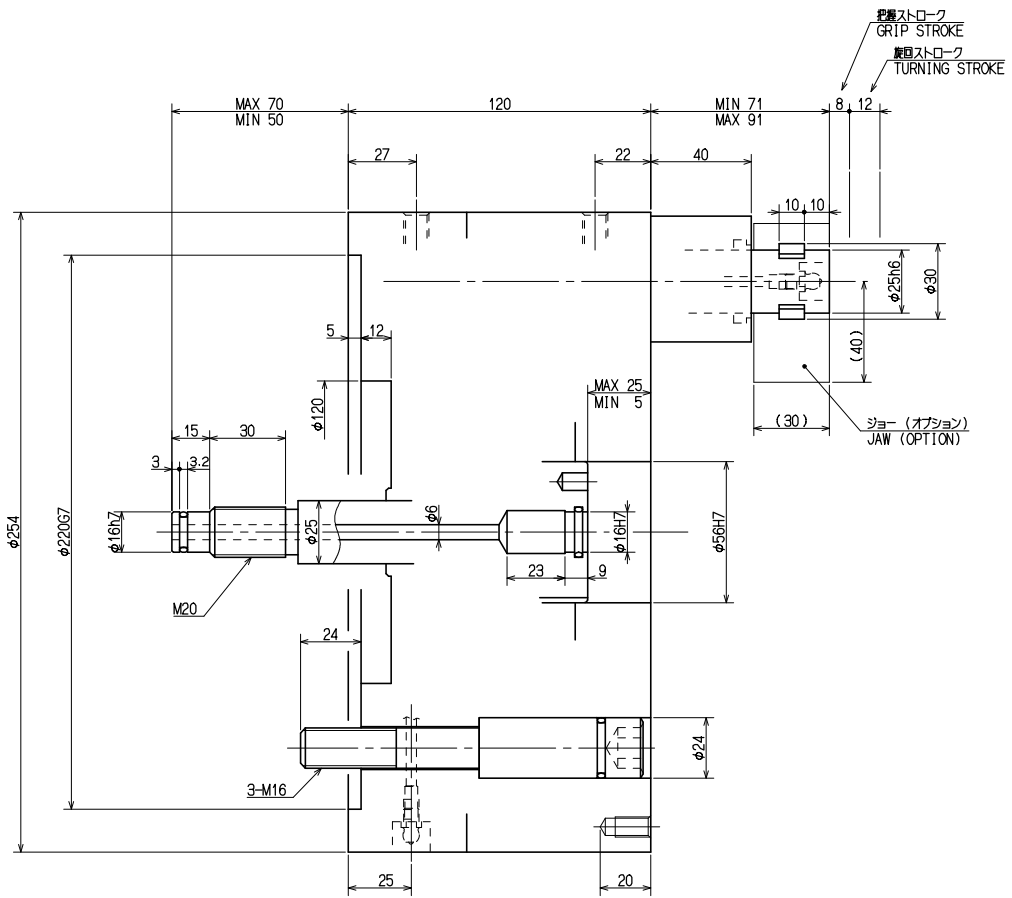 把握ストローク
GRIP STROKE
旋回ストローク
TURNING STROKE
MAX 70
MIN 50
120
MIN 71
MAX 91
8
12
27
22
40
10
10
φ25h6
φ30
(40)
5
12
MAX 25
MIN 5
φ120
(30)
ジョー (オプション)
JAW (OPTION)
15
30
3
3.2
φ254
φ220G7
φ16h7
φ25
φ6
φ16H7
φ56H7
23
9
M20
24
φ24
3-M16
25
20